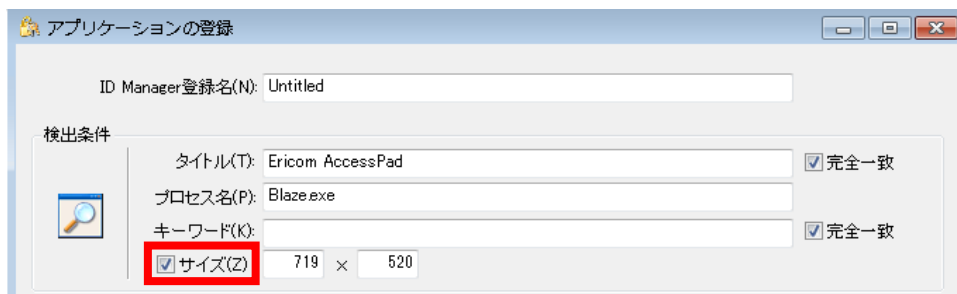 アプリケーションの登録
ID Manager登録名(N): Untitled
検出条件
タイトル(T): Ericom AccessPad 完全一致
プロセス名(P): Blaze.exe
キーワード(K): 完全一致
サイズ(Z) 719 × 520